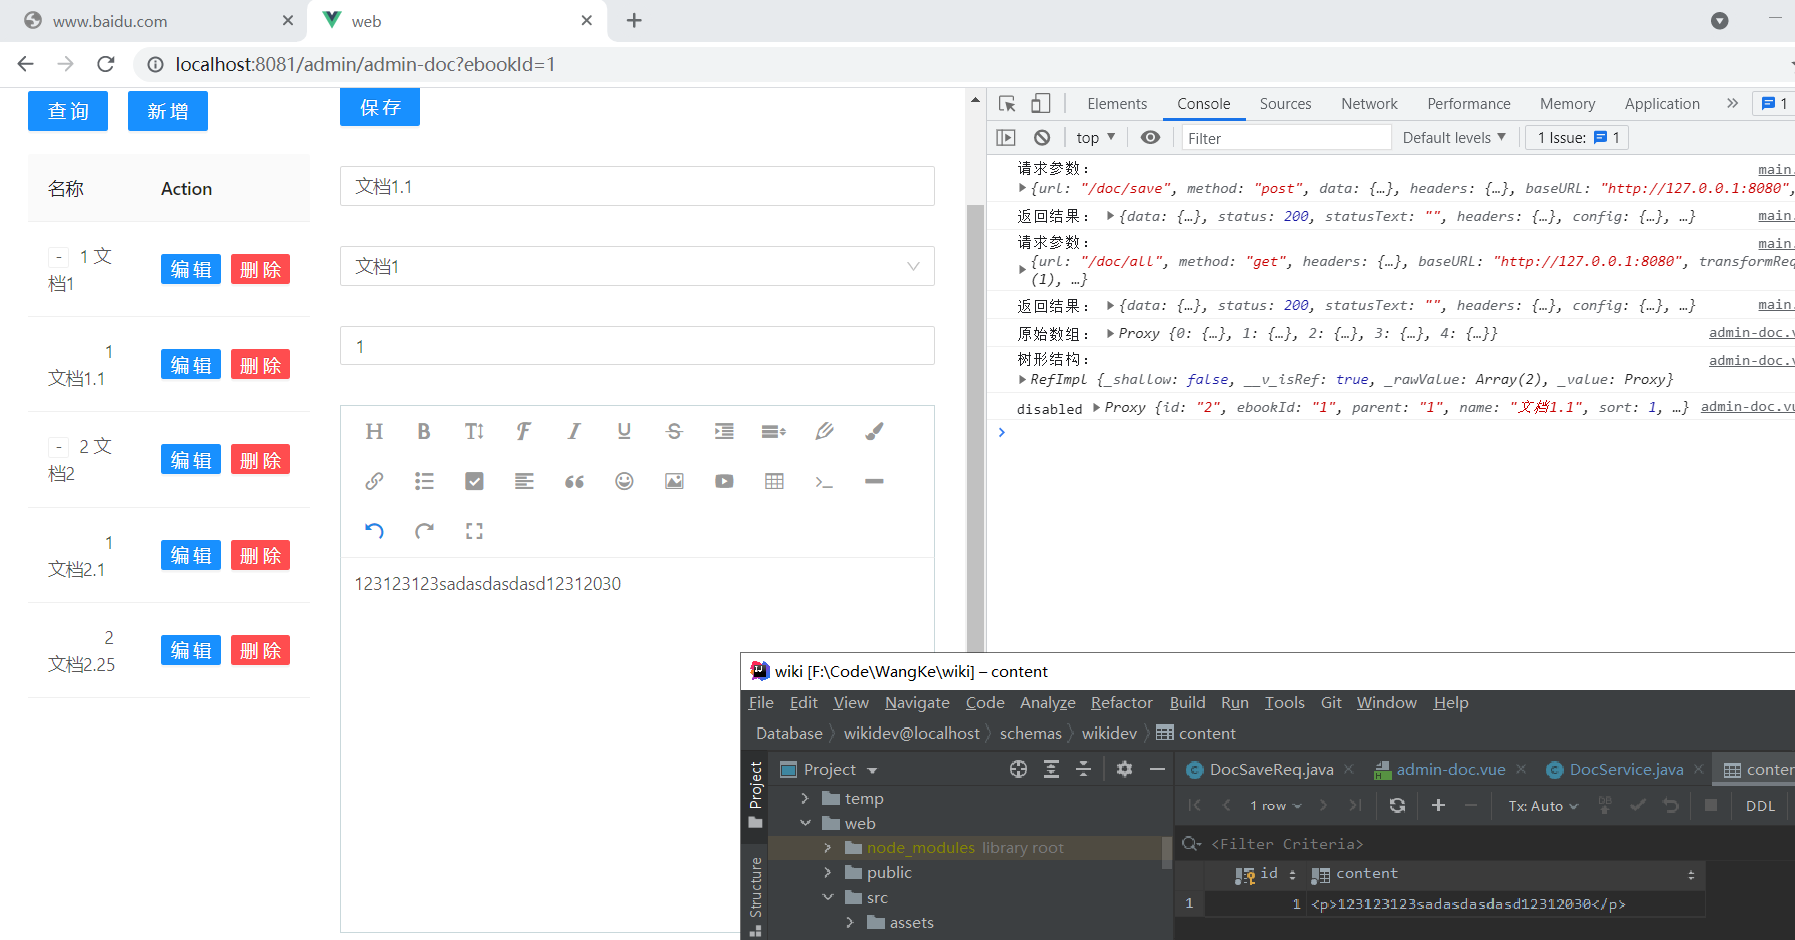 www.baidu.com
web
localhost:8081/admin/admin-doc?ebookId=1
查询 新增 保存
名称 Action
- 1 文档1 编辑 删除
1 文档1.1 编辑 删除
- 2 文档2 编辑 删除
1 文档2.1 编辑 删除
2 文档2.25 编辑 删除
文档1.1
文档1
1
H B T F I U S
123123123sadasdasdasd12312030
Elements Console Sources Network Performance Memory Application » 1
top Filter Default levels 1 Issue: 1
请求参数： main.
{url: "/doc/save", method: "post", data: {…}, headers: {…}, baseURL: "http://127.0.0.1:8080",
返回结果： {data: {…}, status: 200, statusText: "", headers: {…}, config: {…}, …} main.
请求参数： main.
{url: "/doc/all", method: "get", headers: {…}, baseURL: "http://127.0.0.1:8080", transformReq
(1), …}
返回结果： {data: {…}, status: 200, statusText: "", headers: {…}, config: {…}, …} main.
原始数组： Proxy {0: {…}, 1: {…}, 2: {…}, 3: {…}, 4: {…}} admin-doc.v
树形结构： admin-doc.v
RefImpl {_shallow: false, __v_isRef: true, _rawValue: Array(2), _value: Proxy}
disabled Proxy {id: "2", ebookId: "1", parent: "1", name: "文档1.1", sort: 1, …} admin-doc.vu
wiki [F:\Code\WangKe\wiki] – content
File Edit View Navigate Code Analyze Refactor Build Run Tools Git Window Help
Database wikidev@localhost schemas wikidev content
Project
Structure
Project
temp
web
node_modules library root
public
src
assets
DocSaveReq.java admin-doc.vue DocService.java conten
1 row Tx: Auto DB DDL
<Filter Criteria>
id content
1 1 <p>123123123sadasdasdasd12312030</p>